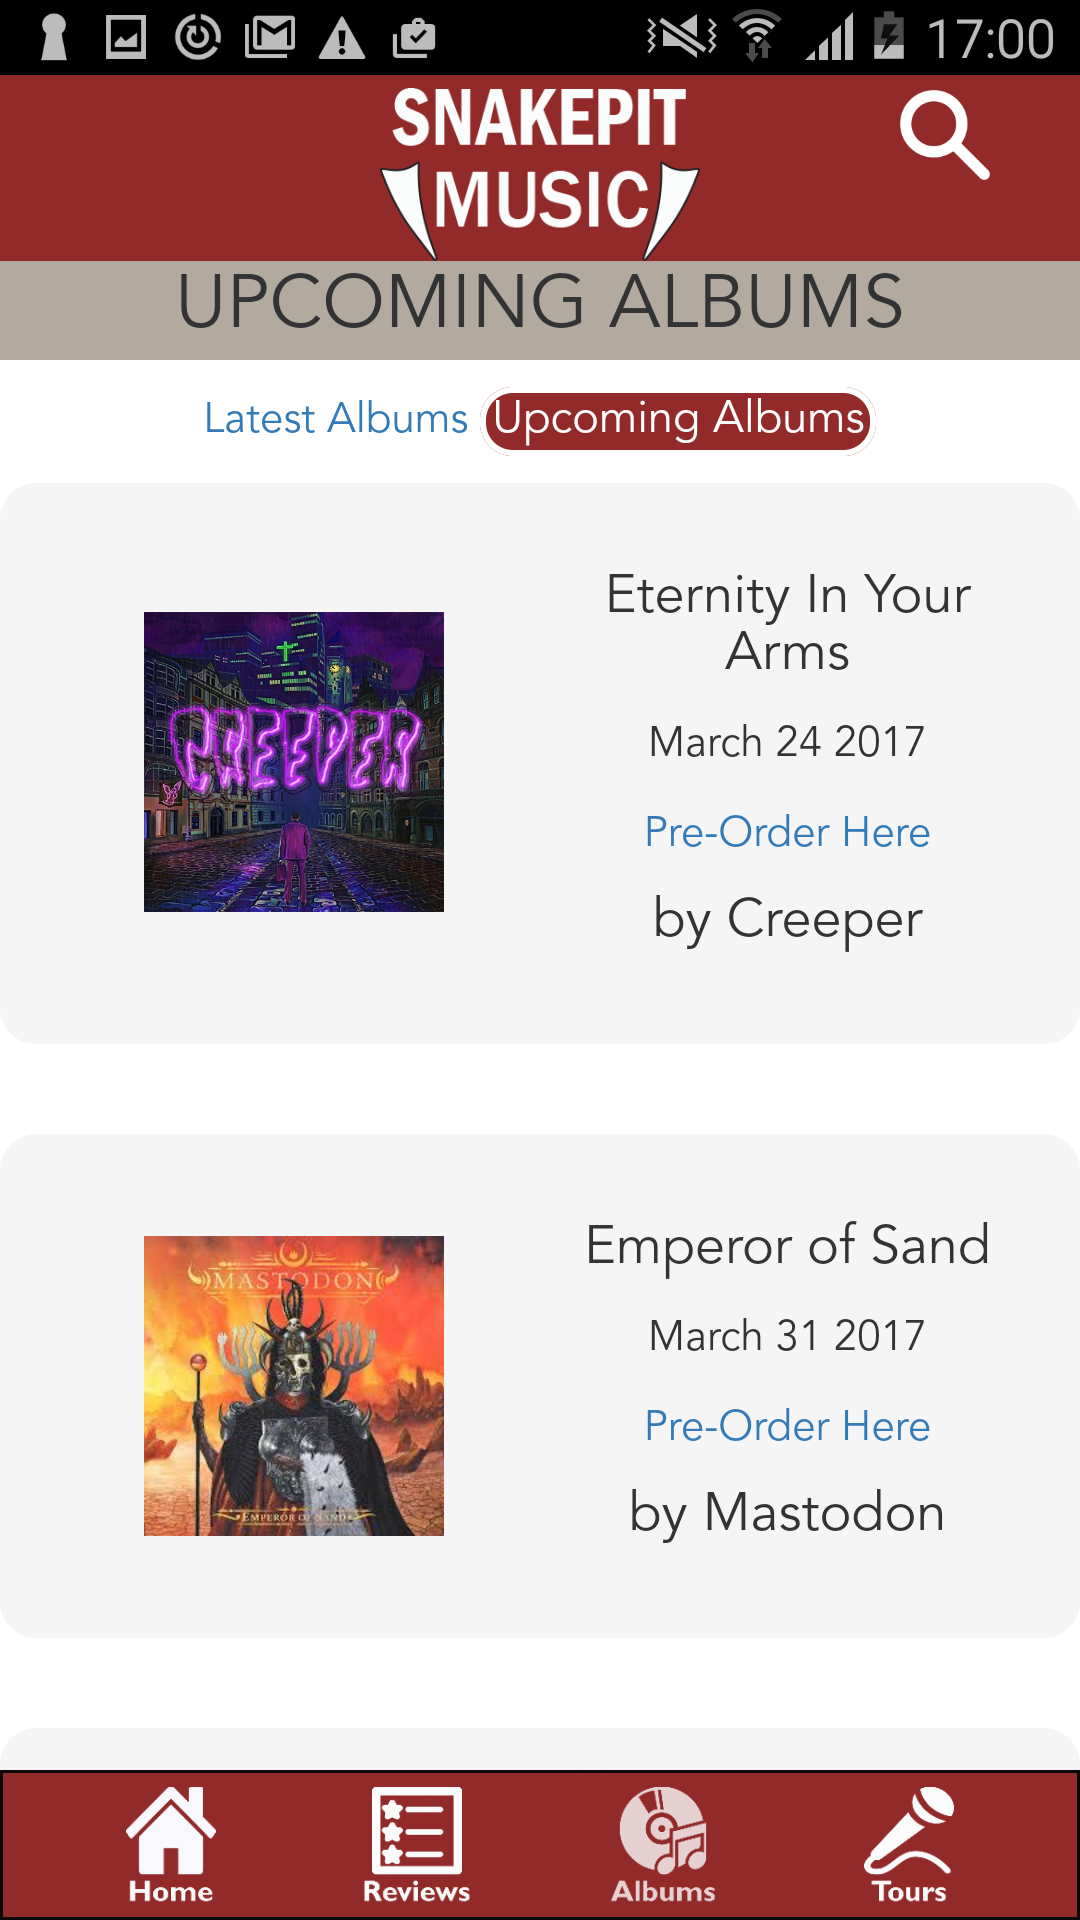 17:00
SNAKEPIT
MUSIC
UPCOMING ALBUMS
Latest Albums Upcoming Albums
CREEPER
Eternity In Your
Arms
March 24 2017
Pre-Order Here
by Creeper
MASTODON
EMPEROR OF SAND
Emperor of Sand
March 31 2017
Pre-Order Here
by Mastodon
Home Reviews Albums Tours